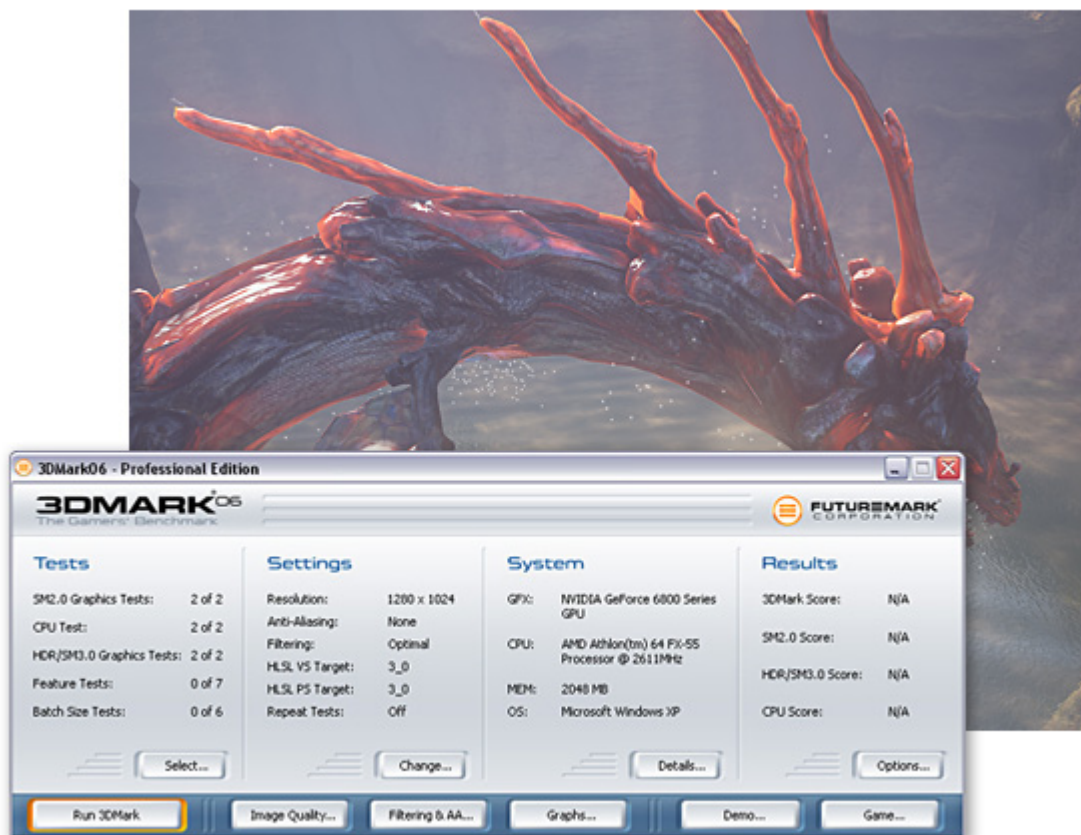 3DMark06 - Professional Edition
3DMARK®06
The Gamers' Benchmark
FUTUREMARK®
CORPORATION
Tests
SM2.0 Graphics Tests: 2 of 2
CPU Test: 2 of 2
HDR/SM3.0 Graphics Tests: 2 of 2
Feature Tests: 0 of 7
Batch Size Tests: 0 of 6
Select...
Settings
Resolution: 1280 x 1024
Anti-Aliasing: None
Filtering: Optimal
HLSL VS Target: 3_0
HLSL PS Target: 3_0
Repeat Tests: Off
Change...
System
GFX: NVIDIA GeForce 6800 Series
GPU
CPU: AMD Athlon(tm) 64 FX-55
Processor @ 2611MHz
MEM: 2048 MB
OS: Microsoft Windows XP
Details...
Results
3DMark Score: N/A
SM2.0 Score: N/A
HDR/SM3.0 Score: N/A
CPU Score: N/A
Options...
Run 3DMark
Image Quality...
Filtering & AA...
Graphs...
Demo...
Game...